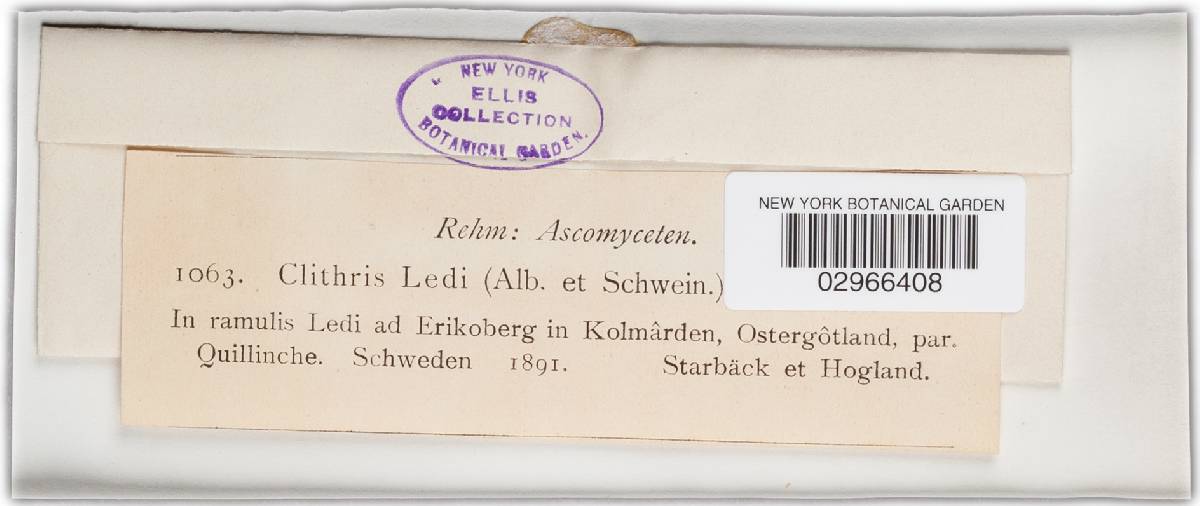 NEW YORK
ELLIS
COLLECTION
BOTANICAL GARDEN.
NEW YORK BOTANICAL GARDEN
02966408
Rehm: Ascomyceten.
1063. Clithris Ledi (Alb. et Schwein.)
In ramulis Ledi ad Erikoberg in Kolmârden, Ostergôtland, par.
Quillinche. Schweden 1891. Starbäck et Hogland.